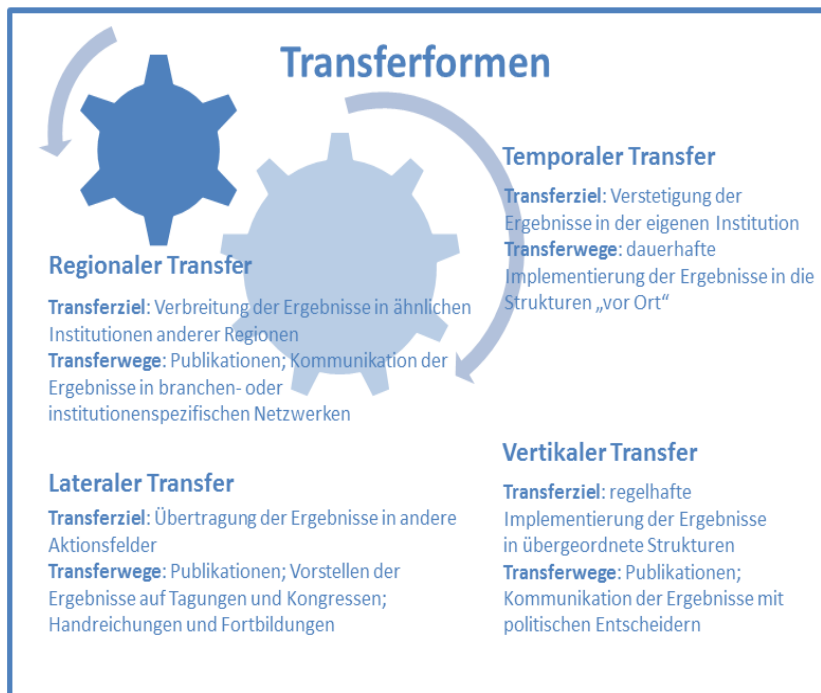 Transferformen
Temporaler Transfer
Transferziel: Verstetigung der
Ergebnisse in der eigenen Institution
Transferwege: dauerhafte
Implementierung der Ergebnisse in die
Strukturen „vor Ort“
Regionaler Transfer
Transferziel: Verbreitung der Ergebnisse in ähnlichen
Institutionen anderer Regionen
Transferwege: Publikationen; Kommunikation der
Ergebnisse in branchen- oder
institutionenspezifischen Netzwerken
Vertikaler Transfer
Transferziel: regelhafte
Implementierung der Ergebnisse
in übergeordnete Strukturen
Transferwege: Publikationen;
Kommunikation der Ergebnisse mit
politischen Entscheidern
Lateraler Transfer
Transferziel: Übertragung der Ergebnisse in andere
Aktionsfelder
Transferwege: Publikationen; Vorstellen der
Ergebnisse auf Tagungen und Kongressen;
Handreichungen und Fortbildungen